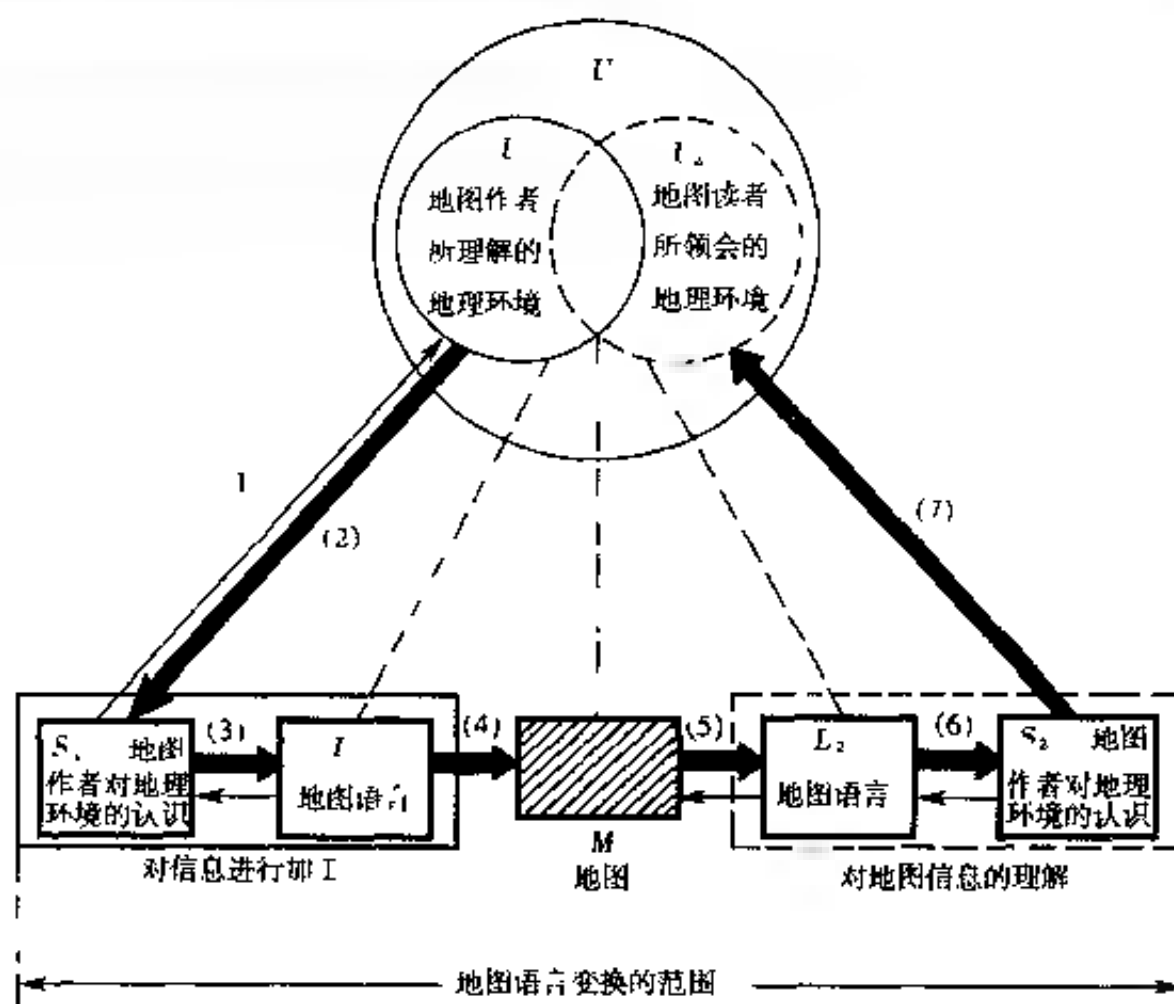 U
地图作者
所理解的
地理环境
地图读者
所领会的
地理环境
1
(2)
(7)
S₁ 地图
作者对地理
环境的认识
(3)
地图语言
(4)
(5)
L₂
地图语言
(6)
S₂ 地图
作者对地理
环境的认识
对信息进行加工
M
地图
对地图信息的理解
地图语言变换的范围